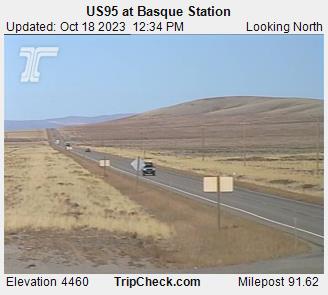 US95 at Basque Station
Updated: Oct 18 2023 12:34 PM Looking North
Elevation 4460 TripCheck.com Milepost 91.62